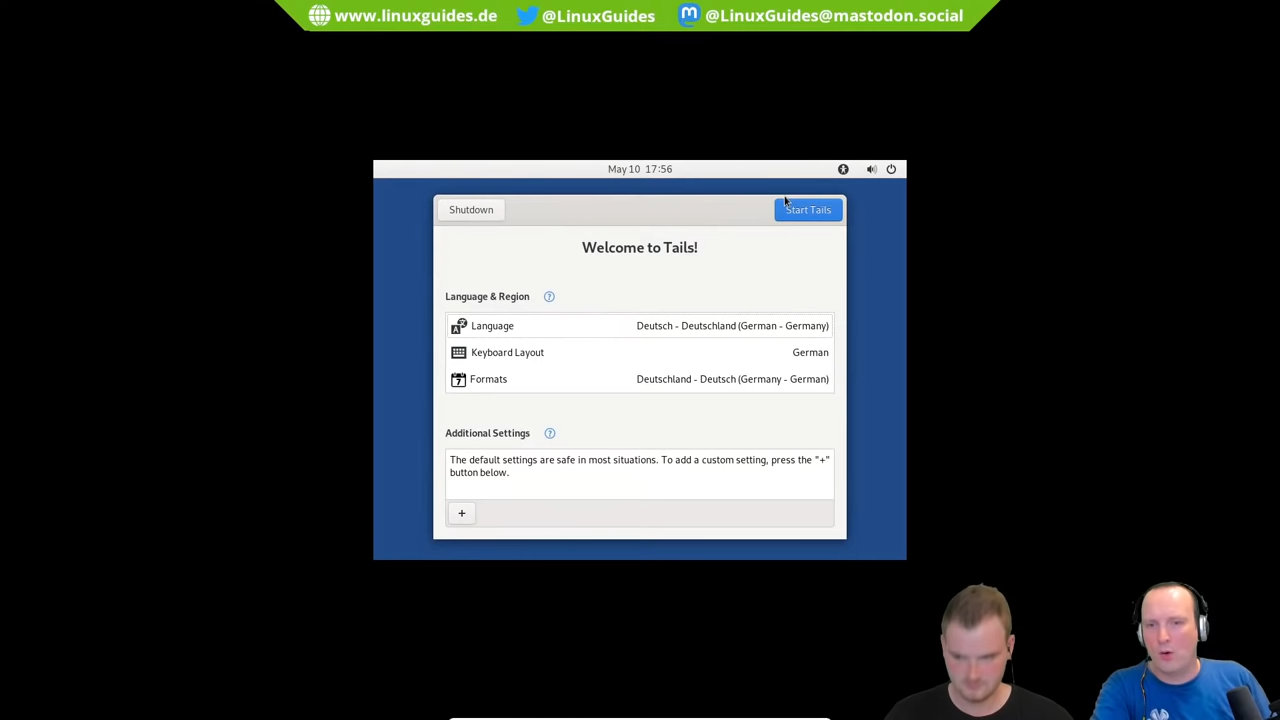 www.linuxguides.de @LinuxGuides @LinuxGuides@mastodon.social
May 10 17:56
Shutdown
Start Tails
Welcome to Tails!
Language & Region ?
Language Deutsch - Deutschland (German - Germany)
Keyboard Layout German
Formats Deutschland - Deutsch (Germany - German)
Additional Settings ?
The default settings are safe in most situations. To add a custom setting, press the "+"
button below.
+